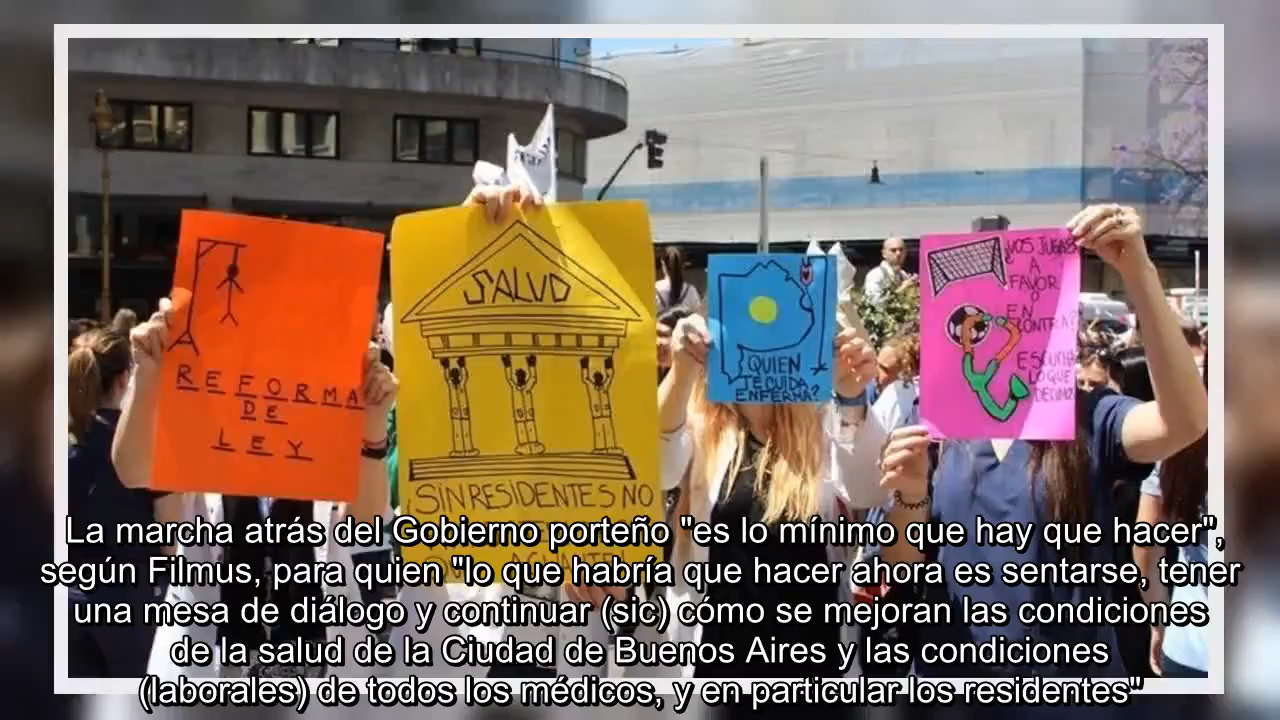 REFORMA
DE
LEY
SALUD
¡SIN RESIDENTES NO
QUIEN
TE CUIDA
ENFERMA?
¿VOS JUGAS
A
FAVOR
O
EN
CONTRA?
ESCUCHA
LO QUE
DECIMOS
La marcha atrás del Gobierno porteño "es lo mínimo que hay que hacer",
según Filmus, para quien "lo que habría que hacer ahora es sentarse, tener
una mesa de diálogo y continuar (sic) cómo se mejoran las condiciones
de la salud de la Ciudad de Buenos Aires y las condiciones
(laborales) de todos los médicos, y en particular los residentes"